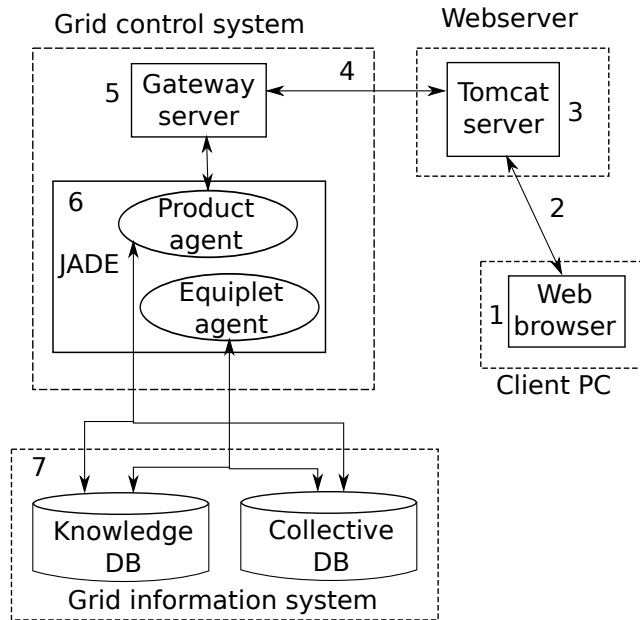 Grid control system
Webserver
5
Gateway
server
4
Tomcat
server
3
6
Product
agent
JADE
Equiplet
agent
2
1
Web
browser
Client PC
7
Knowledge
DB
Collective
DB
Grid information system